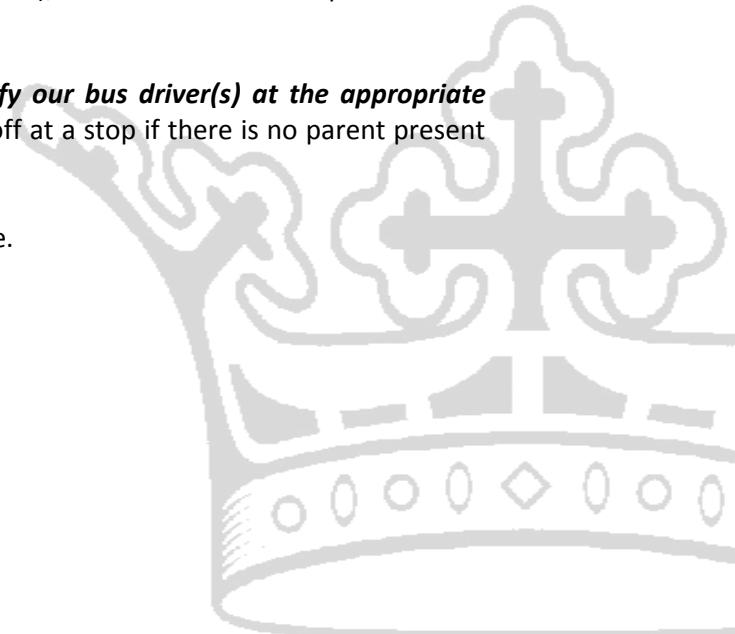 fy our bus driver(s) at the appropriate
off at a stop if there is no parent present
e.